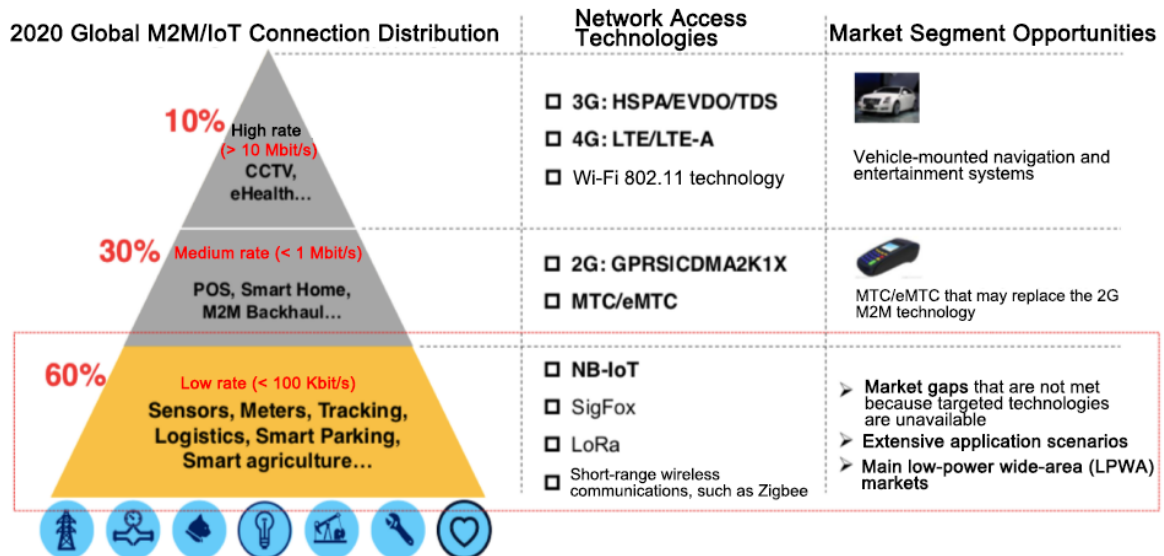 2020 Global M2M/IoT Connection Distribution
Network Access
Technologies
Market Segment Opportunities
10%
High rate
(> 10 Mbit/s)
CCTV,
eHealth...
3G: HSPA/EVDO/TDS
4G: LTE/LTE-A
Wi-Fi 802.11 technology
Vehicle-mounted navigation and
entertainment systems
30%
Medium rate (< 1 Mbit/s)
POS, Smart Home,
M2M Backhaul...
2G: GPRSICDMA2K1X
MTC/eMTC
MTC/eMTC that may replace the 2G
M2M technology
60%
Low rate (< 100 Kbit/s)
Sensors, Meters, Tracking,
Logistics, Smart Parking,
Smart agriculture...
NB-IoT
SigFox
LoRa
Short-range wireless
communications, such as Zigbee
Market gaps that are not met
because targeted technologies
are unavailable
Extensive application scenarios
Main low-power wide-area (LPWA)
markets